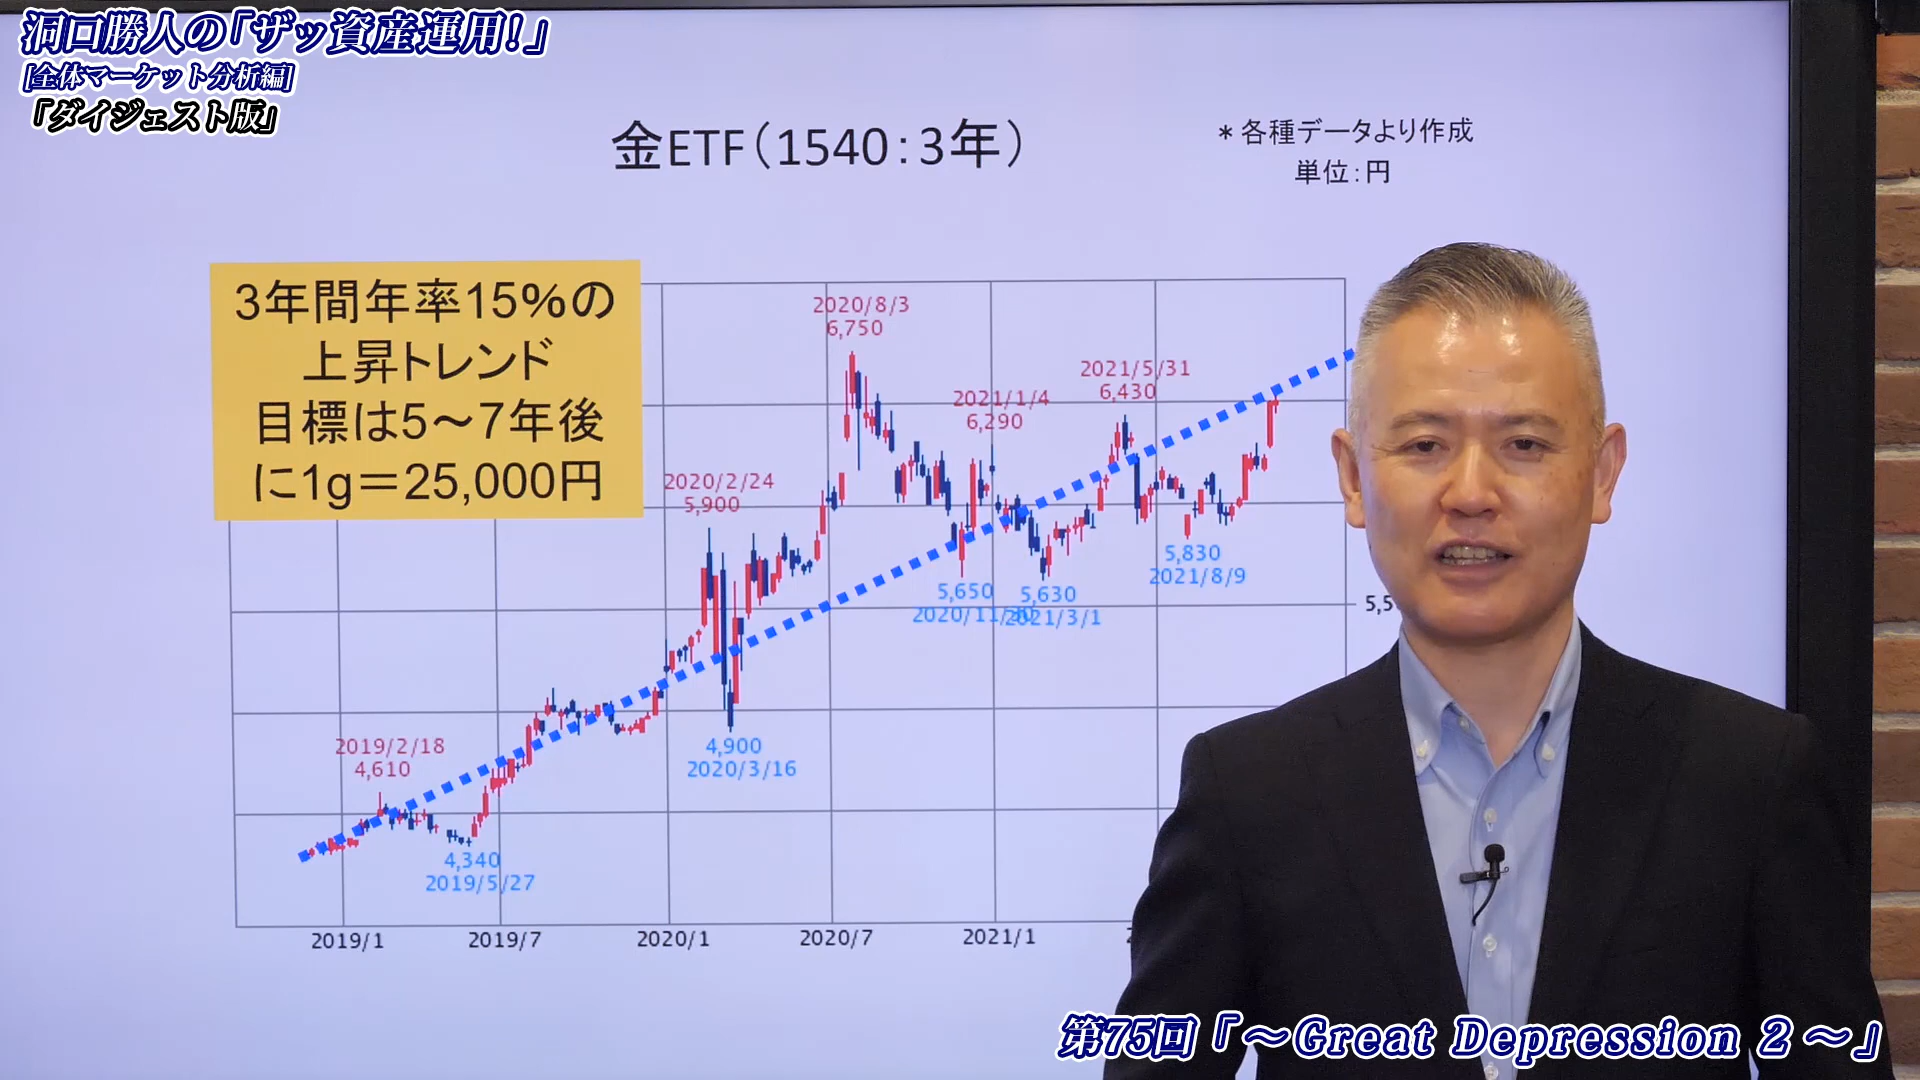 洞口勝人の「ザッ資産運用！」
[全体マーケット分析編]
「ダイジェスト版」
金ETF（1540：3年）
＊各種データより作成
単位：円
3年間年率15%の
上昇トレンド
目標は5～7年後
に1g＝25,000円
2020/8/3
6,750
2021/5/31
6,430
2021/1/4
6,290
2020/2/24
5,900
5,830
2021/8/9
5,650
5,630
2021/3/1
4,900
2020/3/16
2019/2/18
4,610
4,340
2019/5/27
2019/1
2019/7
2020/1
2020/7
2021/1
第75回「～Great Depression 2～」